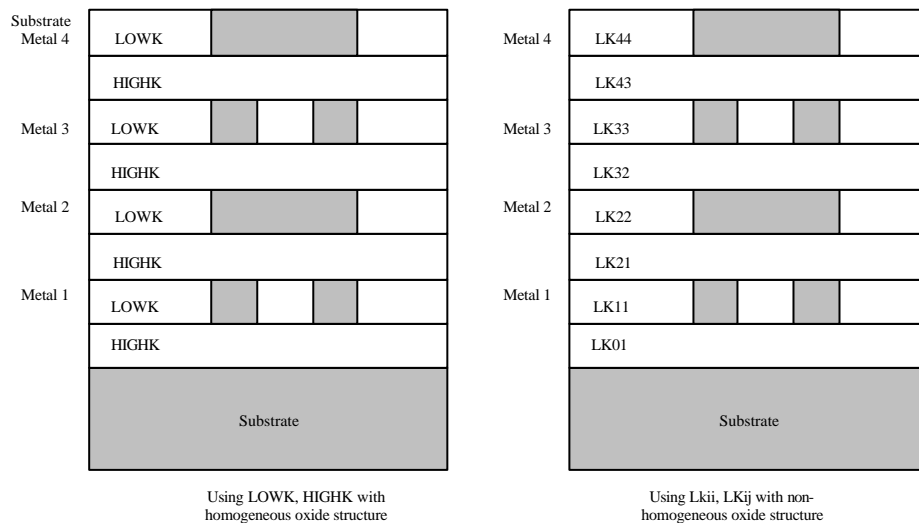 Substrate
Metal 4
LOWK
HIGHK
Metal 3
LOWK
HIGHK
Metal 2
LOWK
HIGHK
Metal 1
LOWK
HIGHK
Substrate
Using LOWK, HIGHK with
homogeneous oxide structure
Metal 4
LK44
LK43
Metal 3
LK33
LK32
Metal 2
LK22
LK21
Metal 1
LK11
LK01
Substrate
Using Lkii, LKij with non-
homogeneous oxide structure